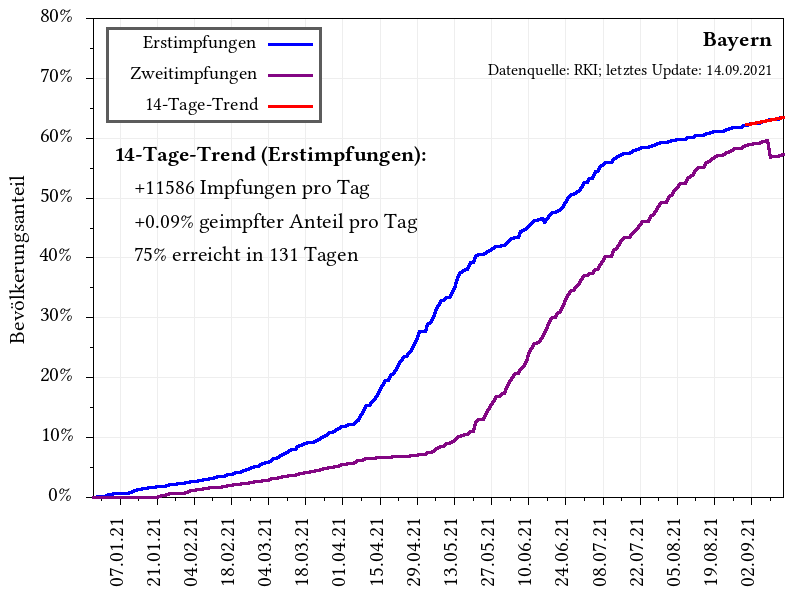 80%
70%
60%
50%
40%
30%
20%
10%
0%
Bevölkerungsanteil
Erstimpfungen
Zweitimpfungen
14-Tage-Trend
Bayern
Datenquelle: RKI; letztes Update: 14.09.2021
14-Tage-Trend (Erstimpfungen):
+11586 Impfungen pro Tag
+0.09% geimpfter Anteil pro Tag
75% erreicht in 131 Tagen
07.01.21
21.01.21
04.02.21
18.02.21
04.03.21
18.03.21
01.04.21
15.04.21
29.04.21
13.05.21
27.05.21
10.06.21
24.06.21
08.07.21
22.07.21
05.08.21
19.08.21
02.09.21